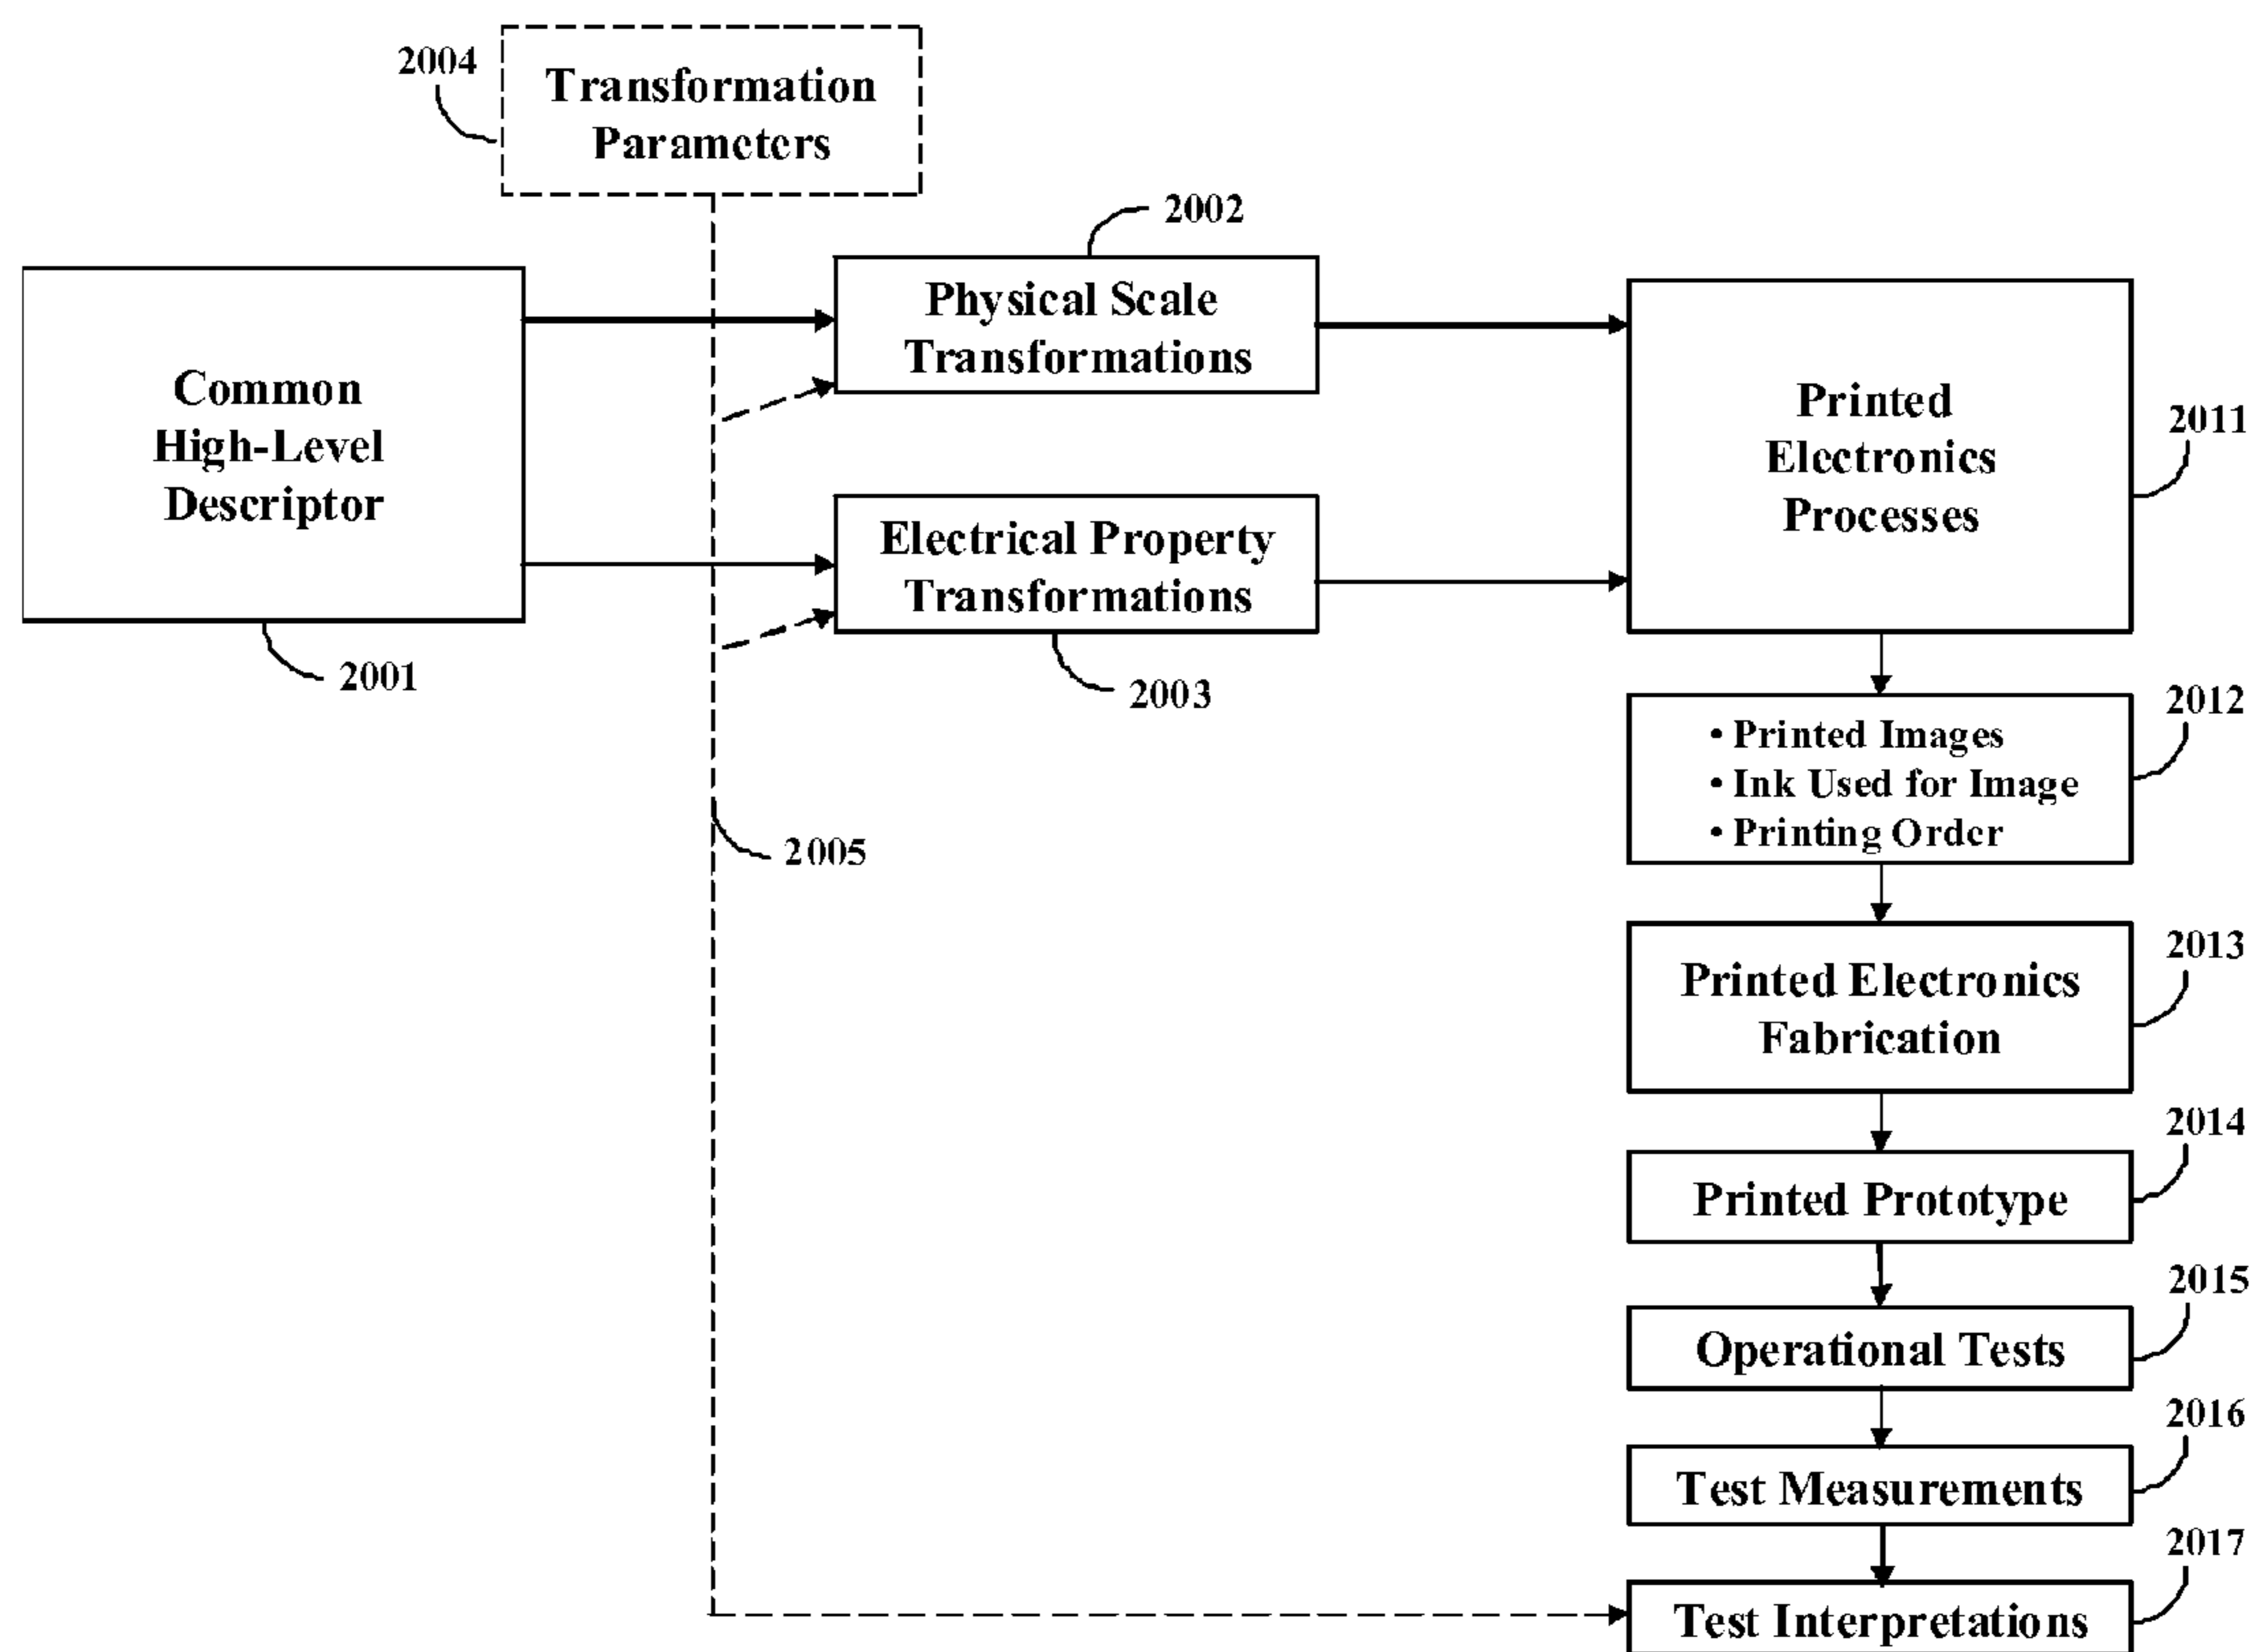 2004
Transformation
Parameters
2002
Physical Scale
Transformations
Common
High-Level
Descriptor
2001
Electrical Property
Transformations
2003
Printed
Electronics
Processes
2011
2005
• Printed Images
• Ink Used for Image
• Printing Order
2012
Printed Electronics
Fabrication
2013
Printed Prototype
2014
Operational Tests
2015
Test Measurements
2016
Test Interpretations
2017